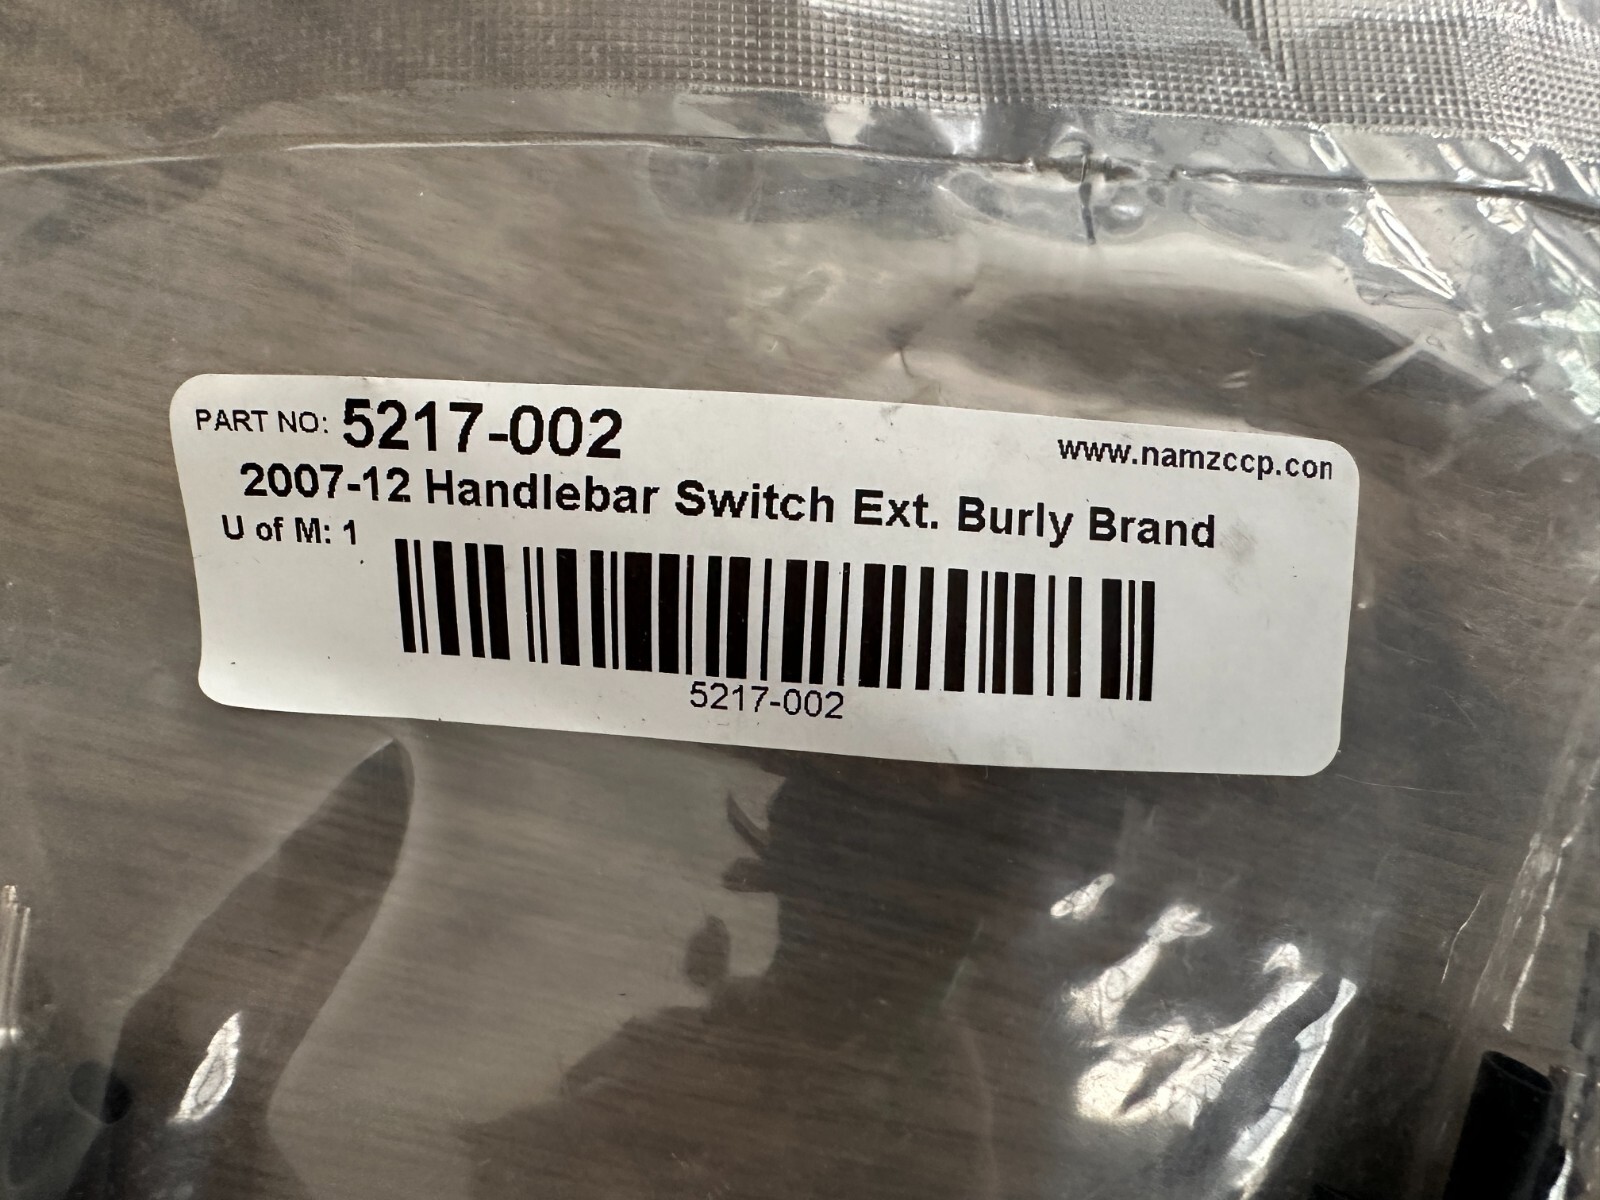 PART NO: 5217-002
www.namzccp.con
2007-12 Handlebar Switch Ext. Burly Brand
U of M: 1
5217-002